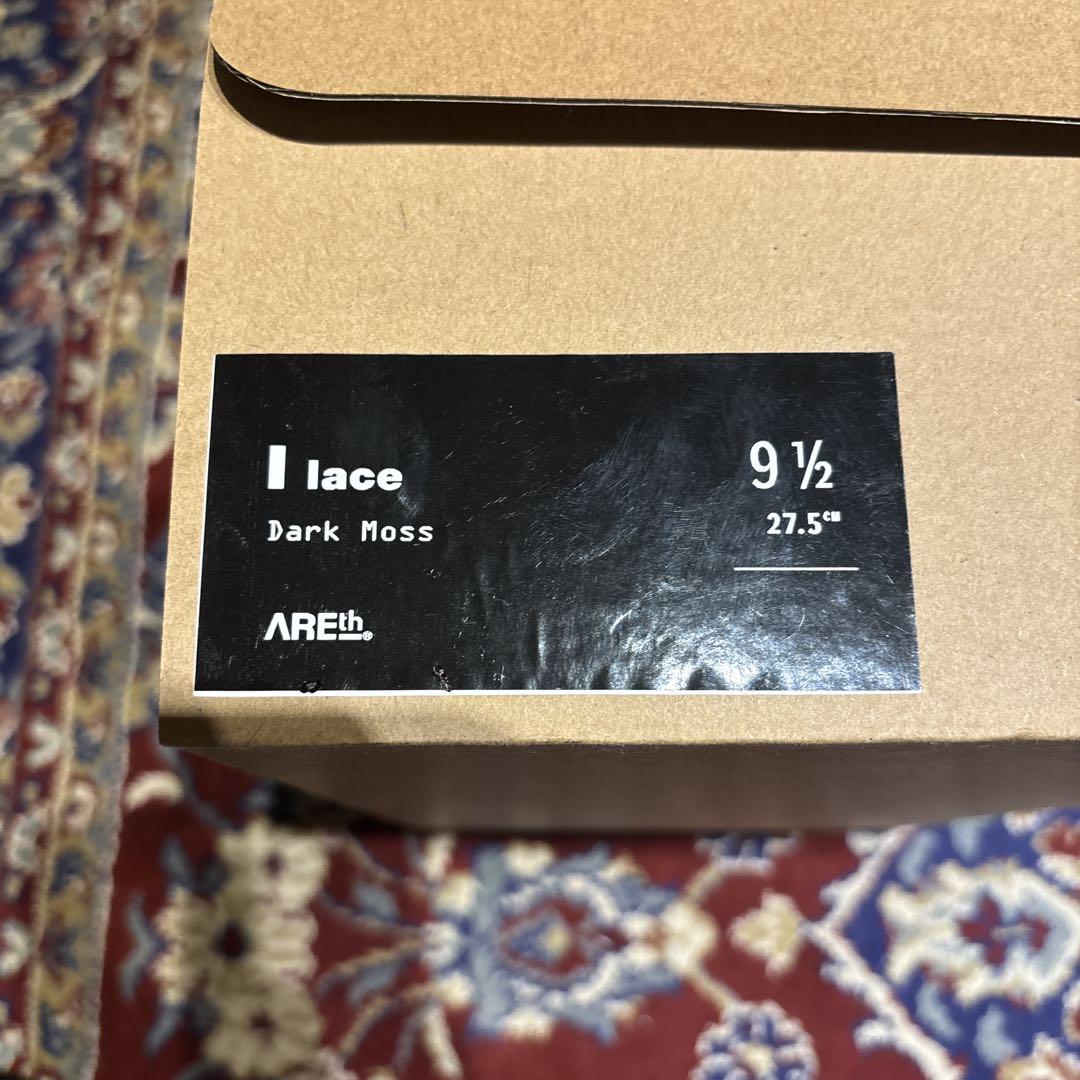 I lace
Dark Moss
AREth®
9 ½
27.5cm